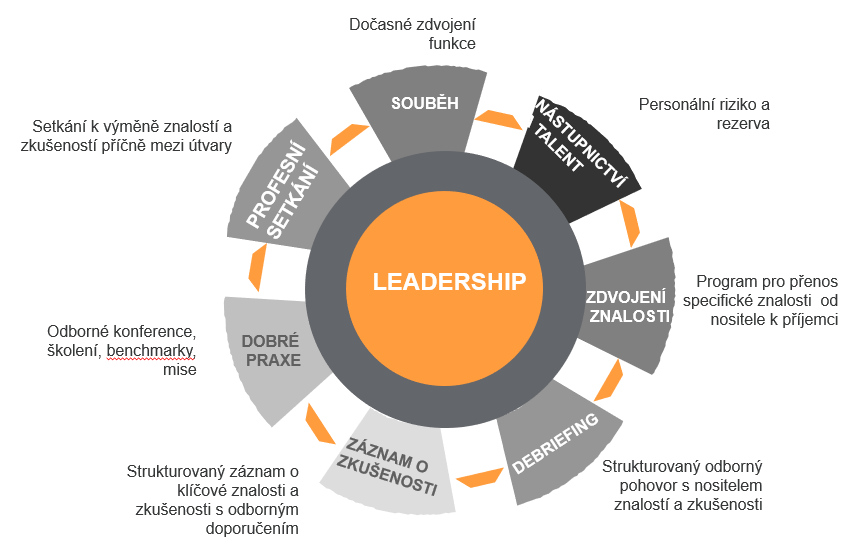 Dočasné zdvojení
funkce
SOUBĚH
NÁSTUPNICTVÍ
TALENT
Personální riziko a
rezerva
Setkání k výměně znalostí a
zkušeností příčně mezi útvary
PROFESNÍ
SETKÁNÍ
LEADERSHIP
ZDVOJENÍ
ZNALOSTI
Program pro přenos
specifické znalosti od
nositele k příjemci
Odborné konference,
školení, benchmarky,
mise
DOBRÉ
PRAXE
DEBRIEFING
Strukturovaný odborný
pohovor s nositelem
znalostí a zkušenosti
ZÁZNAM O
ZKUŠENOSTI
Strukturovaný záznam o
klíčové znalosti a
zkušenosti s odborným
doporučením